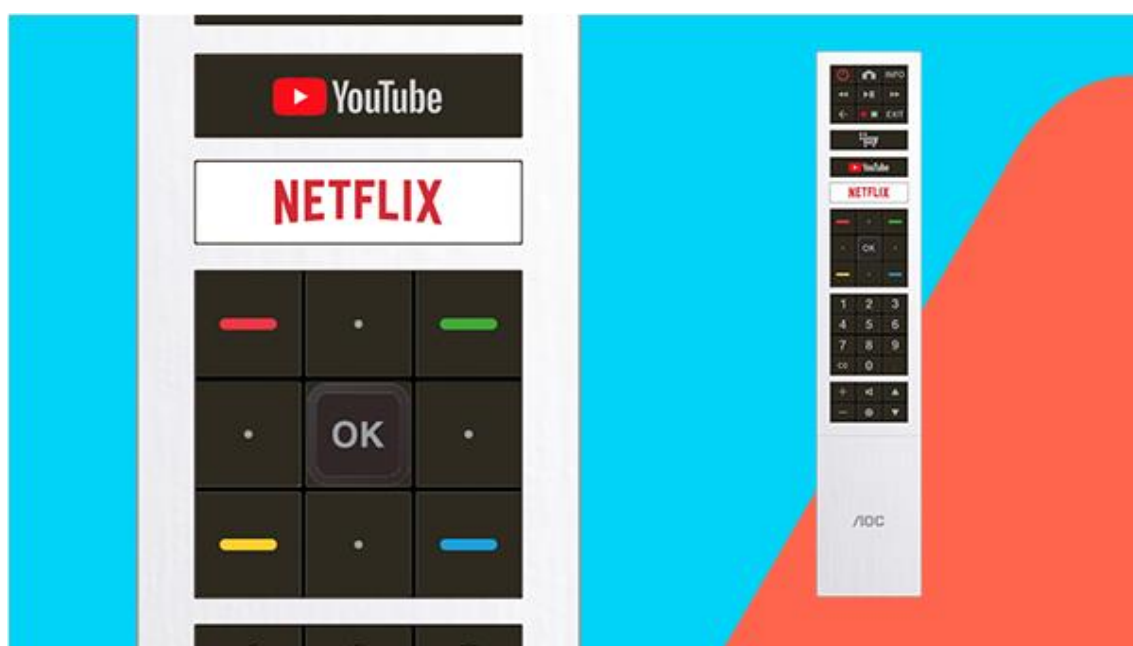 YouTube
NETFLIX
OK
INFO
EXIT
YouTube
NETFLIX
OK
1 2 3
4 5 6
7 8 9
0
AOC